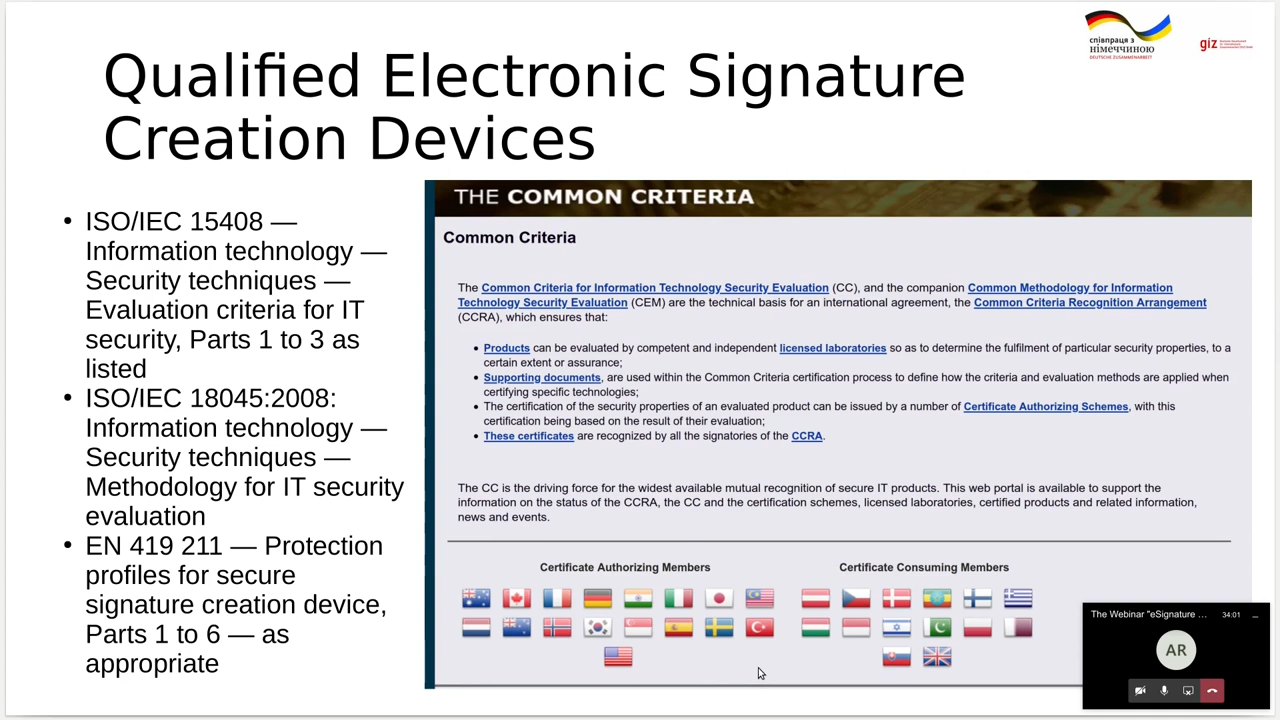 співпраця з
німеччиною
DEUTSCHE ZUSAMMENARBEIT
giz
Qualified Electronic Signature
Creation Devices
• ISO/IEC 15408 —
Information technology —
Security techniques —
Evaluation criteria for IT
security, Parts 1 to 3 as
listed
• ISO/IEC 18045:2008:
Information technology —
Security techniques —
Methodology for IT security
evaluation
• EN 419 211 — Protection
profiles for secure
signature creation device,
Parts 1 to 6 — as
appropriate
THE COMMON CRITERIA
Common Criteria
The Common Criteria for Information Technology Security Evaluation (CC), and the companion Common Methodology for Information
Technology Security Evaluation (CEM) are the technical basis for an international agreement, the Common Criteria Recognition Arrangement
(CCRA), which ensures that:
• Products can be evaluated by competent and independent licensed laboratories so as to determine the fulfilment of particular security properties, to a
certain extent or assurance;
• Supporting documents, are used within the Common Criteria certification process to define how the criteria and evaluation methods are applied when
certifying specific technologies;
• The certification of the security properties of an evaluated product can be issued by a number of Certificate Authorizing Schemes, with this
certification being based on the result of their evaluation;
• These certificates are recognized by all the signatories of the CCRA.
The CC is the driving force for the widest available mutual recognition of secure IT products. This web portal is available to support the
information on the status of the CCRA, the CC and the certification schemes, licensed laboratories, certified products and related information,
news and events.
Certificate Authorizing Members
Certificate Consuming Members
The Webinar "eSignature ... 34:01
AR